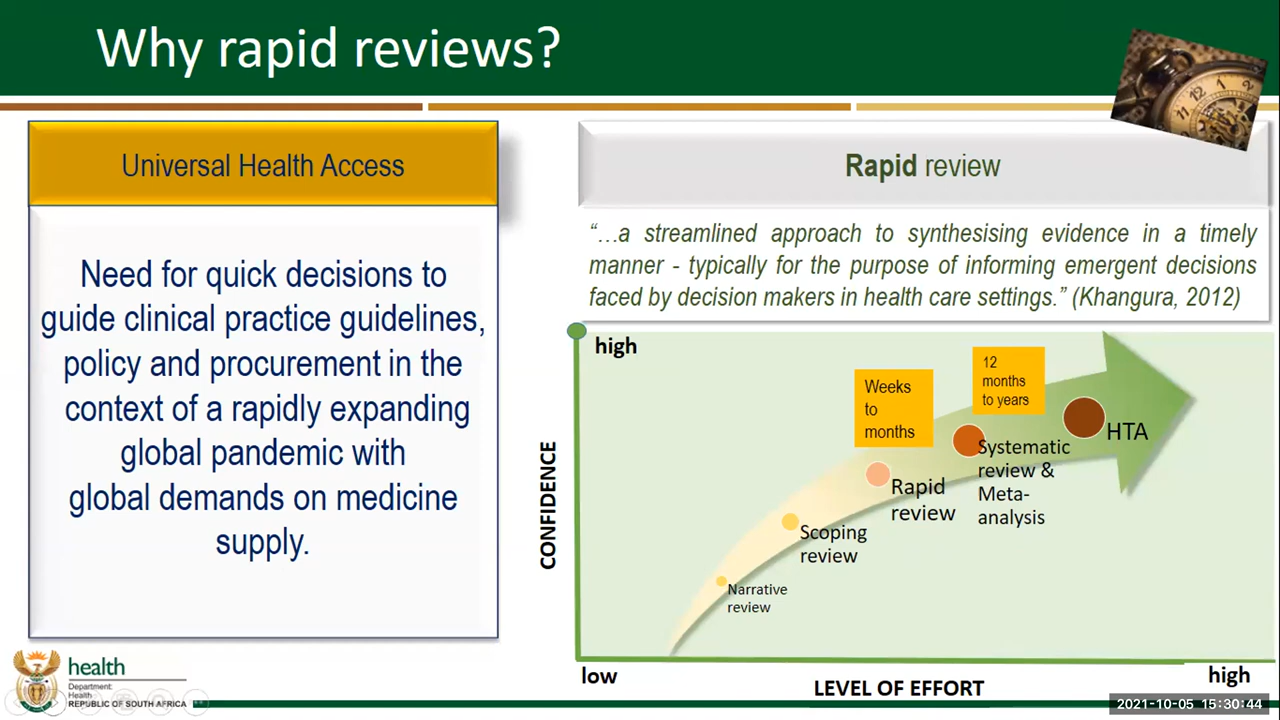 Why rapid reviews?
Universal Health Access
Need for quick decisions to
guide clinical practice guidelines,
policy and procurement in the
context of a rapidly expanding
global pandemic with
global demands on medicine
supply.
Rapid review
“…a streamlined approach to synthesising evidence in a timely
manner - typically for the purpose of informing emergent decisions
faced by decision makers in health care settings.” (Khangura, 2012)
high
CONFIDENCE
Weeks
to
months
12
months
to years
HTA
Systematic
review &
Meta-
analysis
Rapid
review
Scoping
review
Narrative
review
low
LEVEL OF EFFORT
high
health
Department:
Health
REPUBLIC OF SOUTH AFRICA
2021-10-05 15:30:44